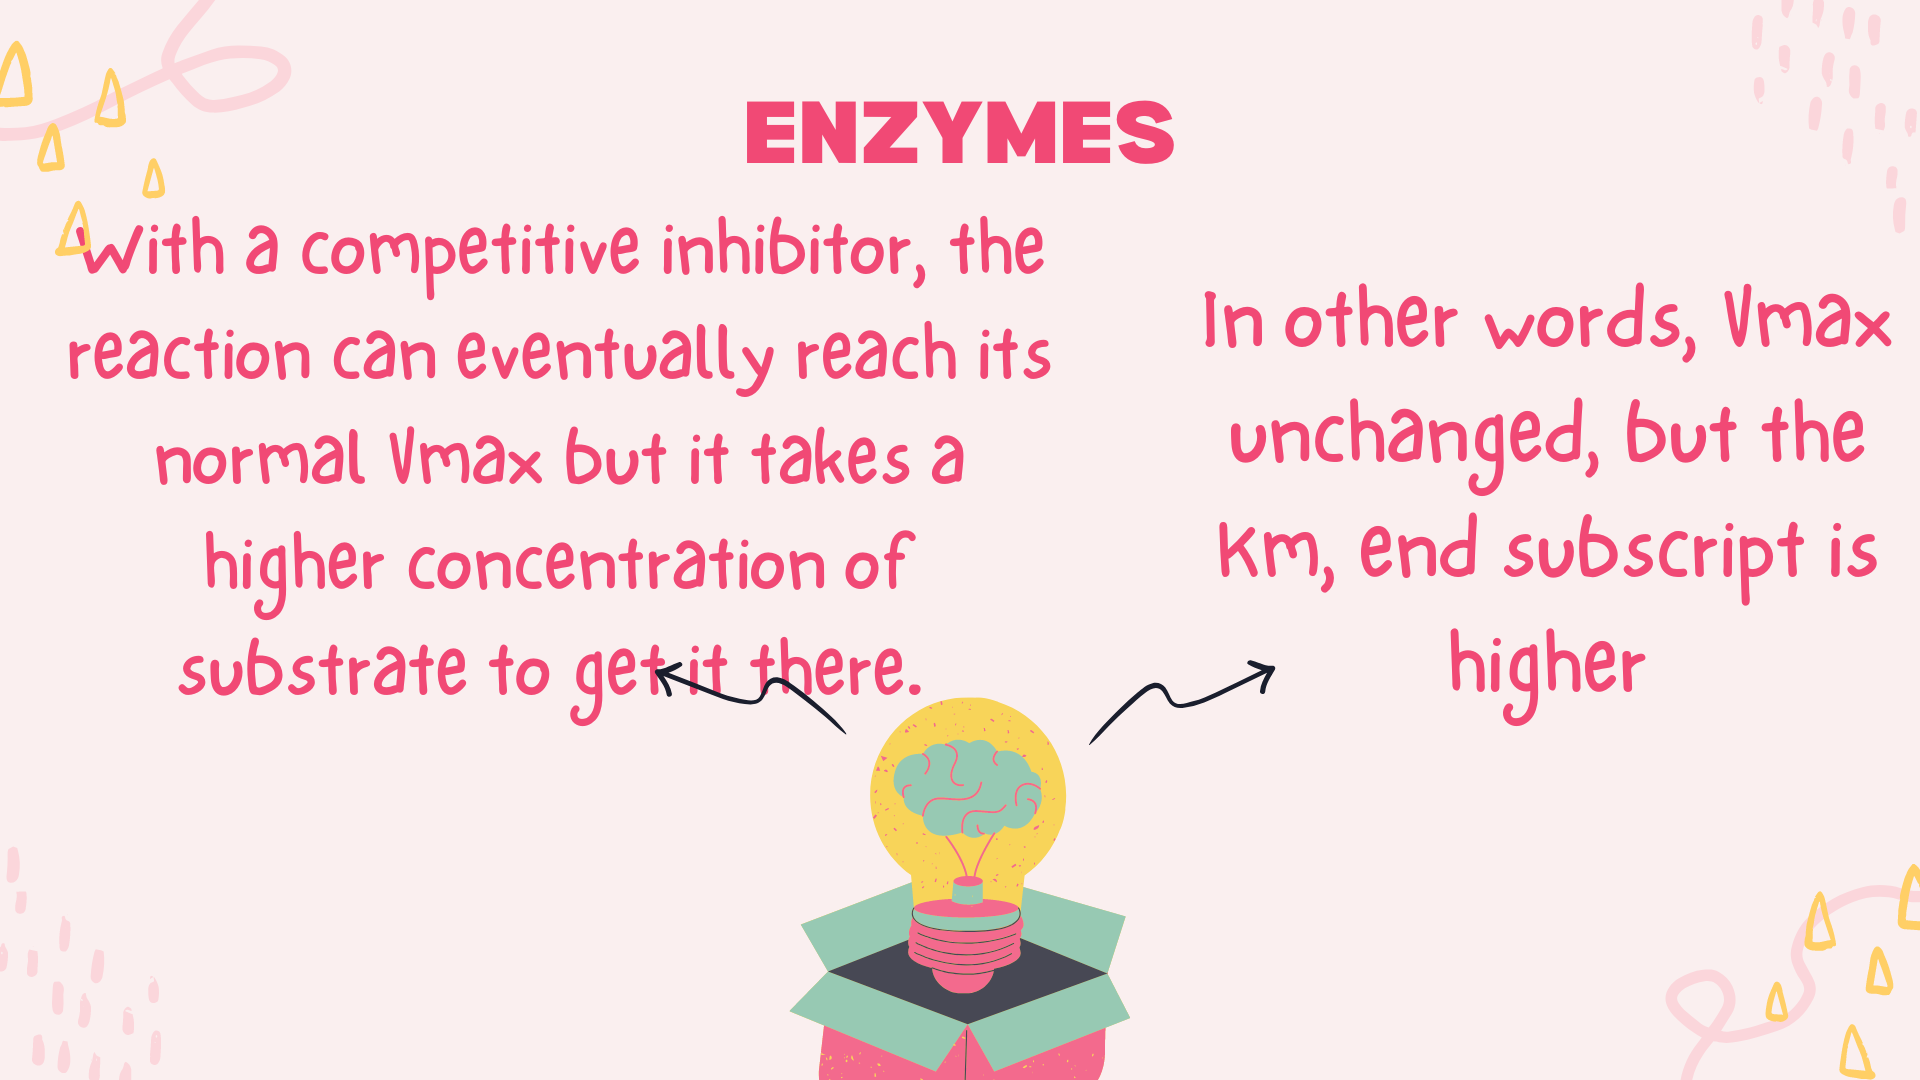 ENZYMES
With a competitive inhibitor, the
reaction can eventually reach its
normal Vmax but it takes a
higher concentration of
substrate to get it there.
In other words, Vmax
unchanged, but the
Km, end subscript is
higher